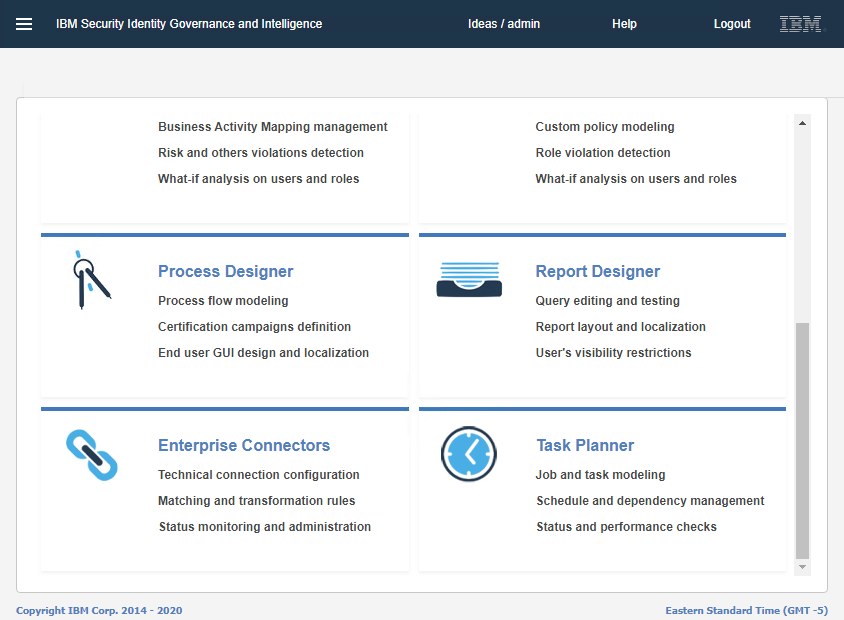 IBM Security Identity Governance and Intelligence
Ideas / admin
Help
Logout
IBM
Business Activity Mapping management
Risk and others violations detection
What-if analysis on users and roles
Custom policy modeling
Role violation detection
What-if analysis on users and roles
Process Designer
Process flow modeling
Certification campaigns definition
End user GUI design and localization
Report Designer
Query editing and testing
Report layout and localization
User's visibility restrictions
Enterprise Connectors
Technical connection configuration
Matching and transformation rules
Status monitoring and administration
Task Planner
Job and task modeling
Schedule and dependency management
Status and performance checks
Copyright IBM Corp. 2014 - 2020
Eastern Standard Time (GMT -5)